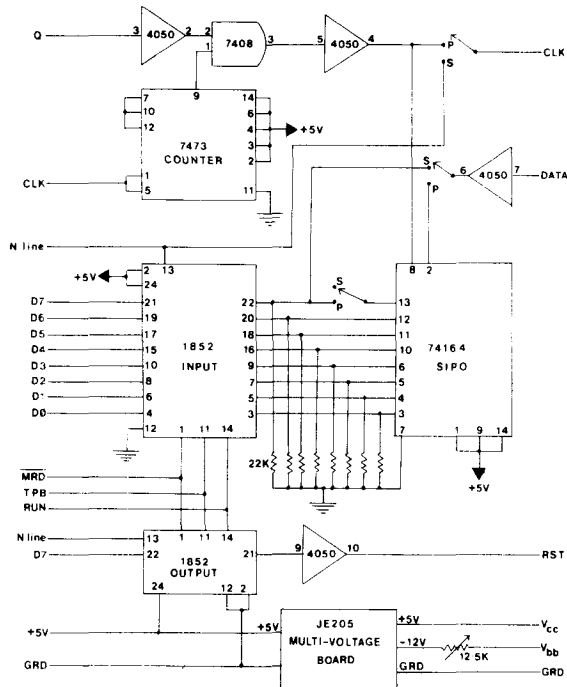 Q 3 4050 2 2 1 7408 3 5 4050 4 P S CLK
9
7 10 12 7473 COUNTER 14 6 4 3 2 +5V
CLK 1 5 11
S P 6 4050 7 DATA
N line
+5V 2 24 13 8 2
D7 21 22 S P 13
D6 19 20 12
D5 17 1852 18 11 74164
D4 15 INPUT 16 10 SIPO
D3 10 9 6
D2 8 7 5
D1 6 5 4
D0 4 3 3
12 1 11 14 7 1 9 14
22K
+5V
MRD
TPB
RUN
N line 13 1 11 14
D7 22 1852 OUTPUT 21 9 4050 10 RST
24 12 2
+5V +5V JE205 +5V Vcc
MULTI-VOLTAGE -12V 12.5K Vbb
GRD BOARD GRD GRD